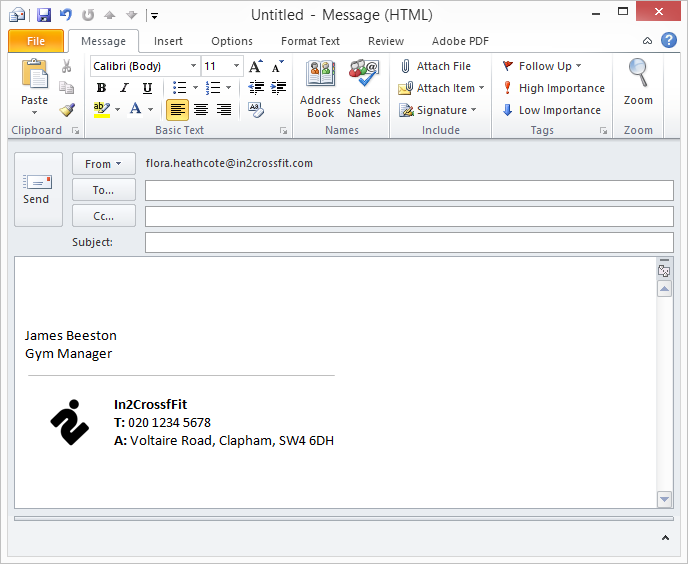 Untitled - Message (HTML)
File Message Insert Options Format Text Review Adobe PDF
Paste
Clipboard
Calibri (Body) 11 A A
B I U
ab A
Basic Text
Address Book
Check Names
Names
Attach File
Attach Item
Signature
Include
Follow Up
High Importance
Low Importance
Tags
Zoom
Zoom
Send
From flora.heathcote@in2crossfit.com
To...
Cc...
Subject:
James Beeston
Gym Manager
In2CrossfFit
T: 020 1234 5678
A: Voltaire Road, Clapham, SW4 6DH